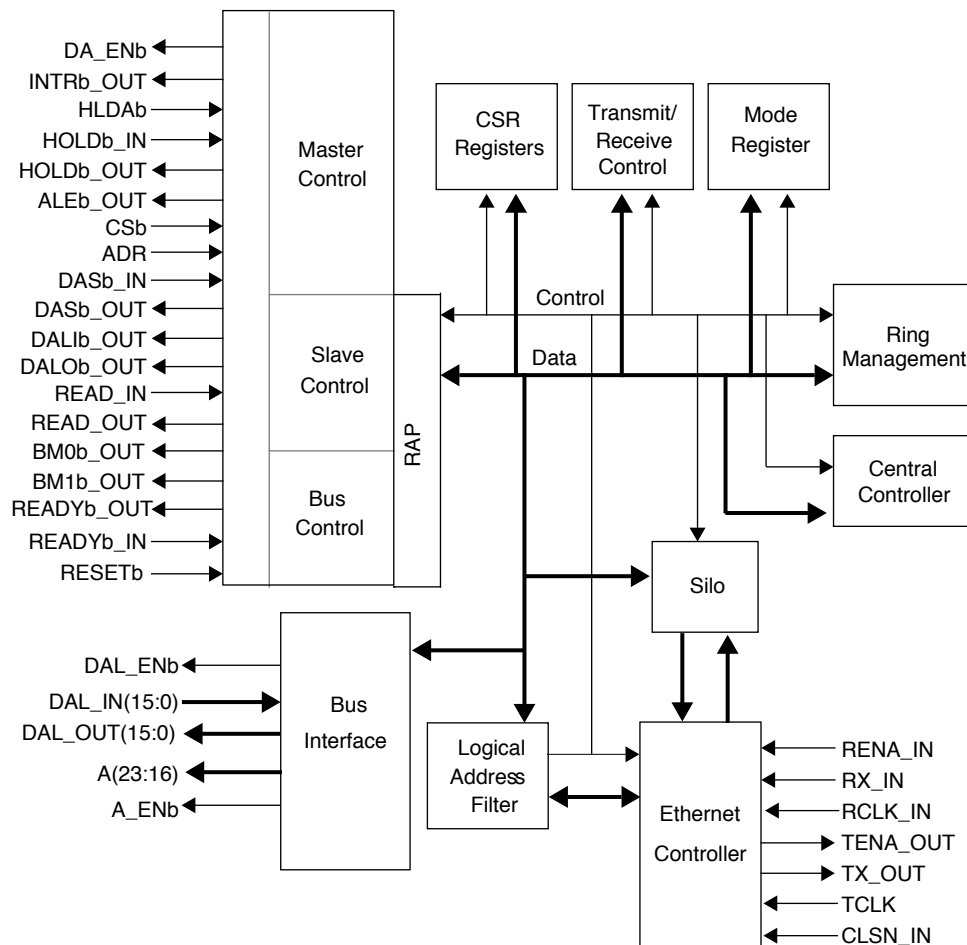 DA_ENb
INTRb_OUT
HLDAb
HOLDb_IN
HOLDb_OUT
ALEb_OUT
CSb
ADR
DASb_IN
DASb_OUT
DALIb_OUT
DALOb_OUT
READ_IN
READ_OUT
BM0b_OUT
BM1b_OUT
READYb_OUT
READYb_IN
RESETb
Master
Control
Slave
Control
Bus
Control
RAP
CSR
Registers
Transmit/
Receive
Control
Mode
Register
Control
Data
Ring
Management
Central
Controller
Silo
DAL_ENb
DAL_IN(15:0)
DAL_OUT(15:0)
A(23:16)
A_ENb
Bus
Interface
Logical
Address
Filter
Ethernet
Controller
RENA_IN
RX_IN
RCLK_IN
TENA_OUT
TX_OUT
TCLK
CLSN_IN